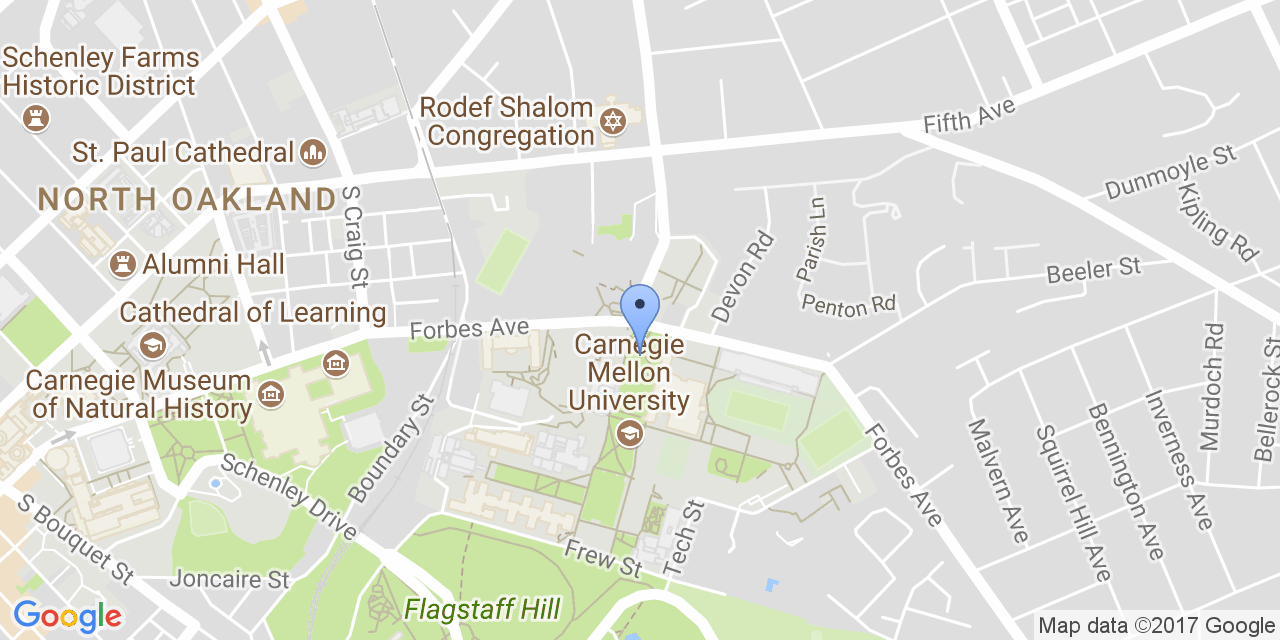 Schenley Farms
Historic District
Rodef Shalom
Congregation
Fifth Ave
St. Paul Cathedral
Dunmoyle St
NORTH OAKLAND
S Craig St
Parish Ln
Kipling Rd
Devon Rd
Alumni Hall
Beeler St
Penton Rd
Cathedral of Learning
Forbes Ave
Carnegie
Mellon
University
Carnegie Museum
of Natural History
Murdoch Rd
Bellerock St
Boundary St
Inverness Ave
Bennington Ave
Malvern Ave
Squirrel Hill Ave
Forbes Ave
Schenley Drive
S Bouquet St
Tech St
Frew St
Joncaire St
Flagstaff Hill
Google
Map data ©2017 Google